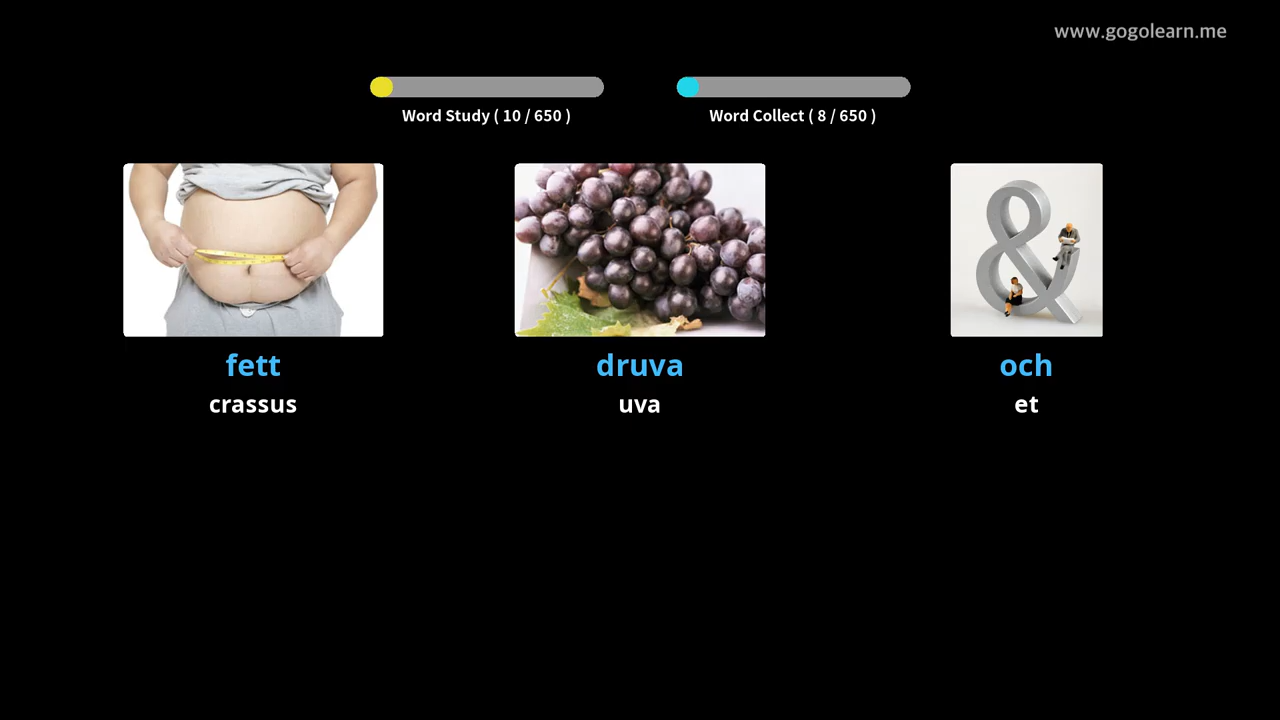 www.gogolearn.me
Word Study ( 10 / 650 )
Word Collect ( 8 / 650 )
fett
crassus
druva
uva
och
et